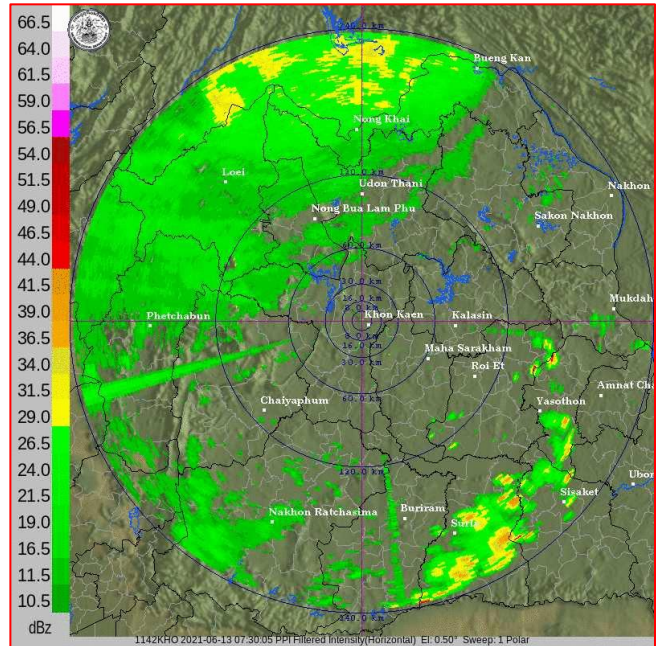 66.5
64.0
61.5
59.0
56.5
54.0
51.5
49.0
46.5
44.0
41.5
39.0
36.5
34.0
31.5
29.0
26.5
24.0
21.5
19.0
16.5
11.5
10.5
dBz
Bueng Kan
Nong Khai
Loei
Udon Thani
Nakhon
Nong Bua Lam Phu
Sakon Nakhon
Mukdah
Khon Kaen
Phetchabun
Kalasin
Maha Sarakham
Roi-Et
Amnat Cha
Chaiyaphum
Yasothon
120.0 km
Ubon
Sisaket
Nakhon Ratchasima
Buriram
Suri
1142KHO 2021-06-13 07:30:05 PPI Filtered Intensity(Horizontal) El: 0.50° Sweep: 1 Polar